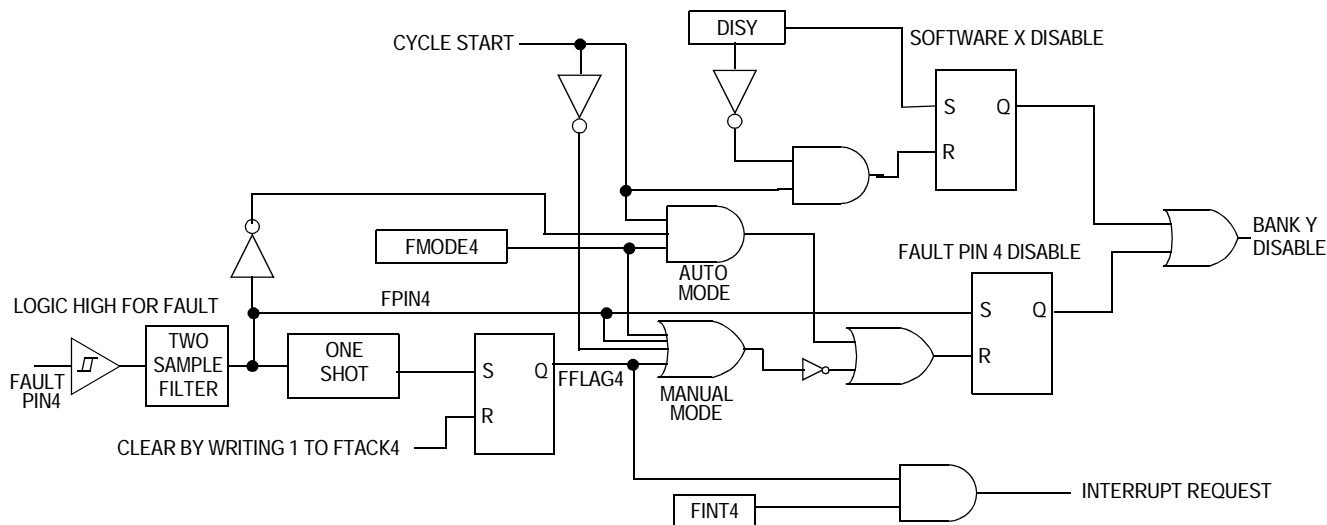 DISY
CYCLE START
SOFTWARE X DISABLE
S
Q
R
BANK Y
DISABLE
FMODE4
AUTO
MODE
FAULT PIN 4 DISABLE
LOGIC HIGH FOR FAULT
FPIN4
S
Q
R
TWO
SAMPLE
FILTER
ONE
SHOT
FAULT
PIN4
S
Q
R
FFLAG4
MANUAL
MODE
CLEAR BY WRITING 1 TO FTACK4
FINT4
INTERRUPT REQUEST